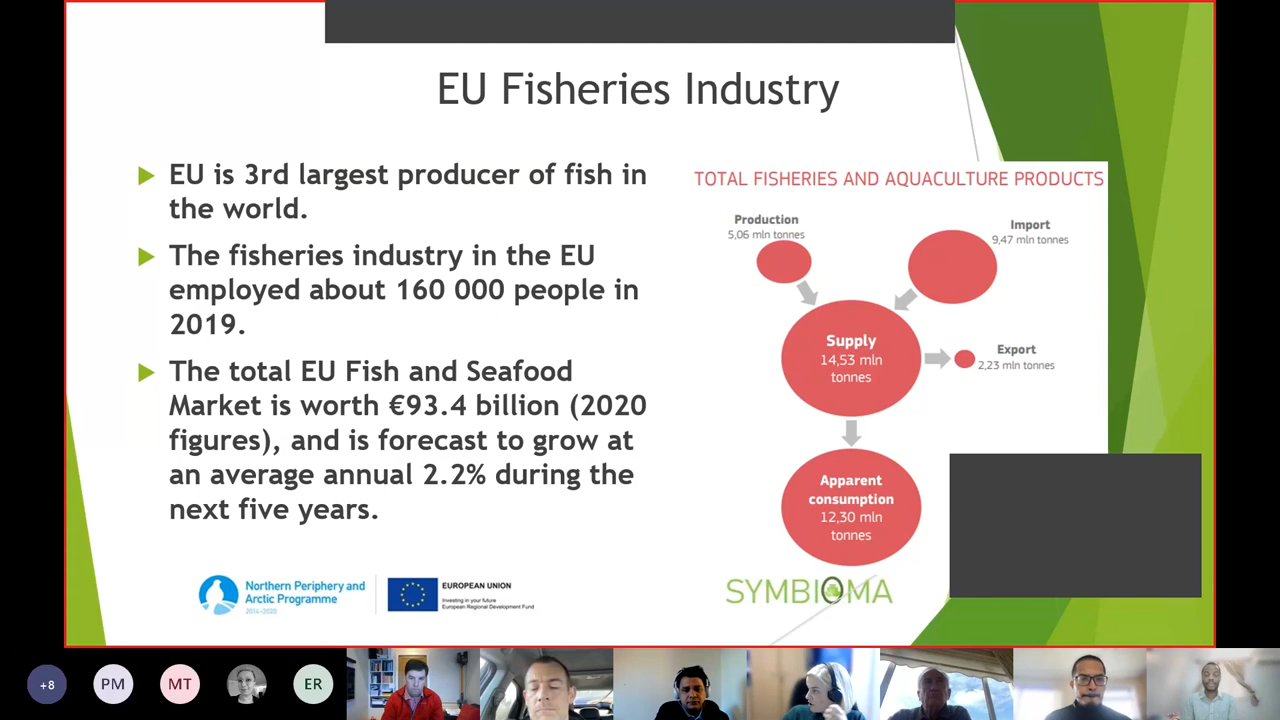 EU Fisheries Industry
EU is 3rd largest producer of fish in
the world.
The fisheries industry in the EU
employed about 160 000 people in
2019.
The total EU Fish and Seafood
Market is worth €93.4 billion (2020
figures), and is forecast to grow at
an average annual 2.2% during the
next five years.
TOTAL FISHERIES AND AQUACULTURE PRODUCTS
Production
5,06 mln tonnes
Import
9,47 mln tonnes
Supply
14,53 mln
tonnes
Export
2,23 mln tonnes
Apparent
consumption
12,30 mln
tonnes
Northern Periphery and
Arctic Programme
2014-2020
EUROPEAN UNION
Investing in your future
European Regional Development Fund
SYMBIOMA
+8
PM
MT
ER